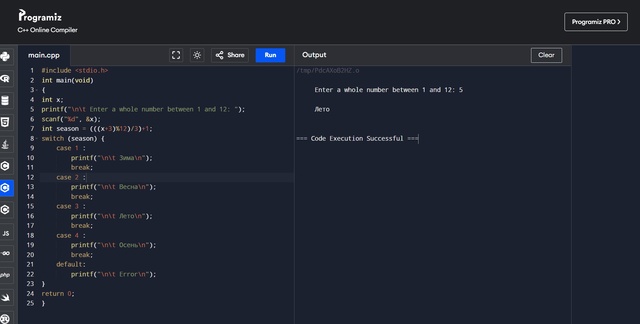 Programiz
C++ Online Compiler
Programiz PRO >
main.cpp
Share
Run
Output
Clear
1 #include <stdio.h>
2 int main(void)
3 {
4 int x;
5 printf("\n\t Enter a whole number between 1 and 12: ");
6 scanf("%d", &x);
7 int season = (((x+3)%12)/3)+1;
8 switch (season) {
9 case 1 :
10 printf("\n\t Зима\n");
11 break;
12 case 2 :
13 printf("\n\t Весна\n");
14 break;
15 case 3 :
16 printf("\n\t Лето\n");
17 break;
18 case 4 :
19 printf("\n\t Осень\n");
20 break;
21 default:
22 printf("\n\t Error\n");
23 }
24 return 0;
25 }
Enter a whole number between 1 and 12: 5
Лето
=== Code Execution Successful ===
JS
php